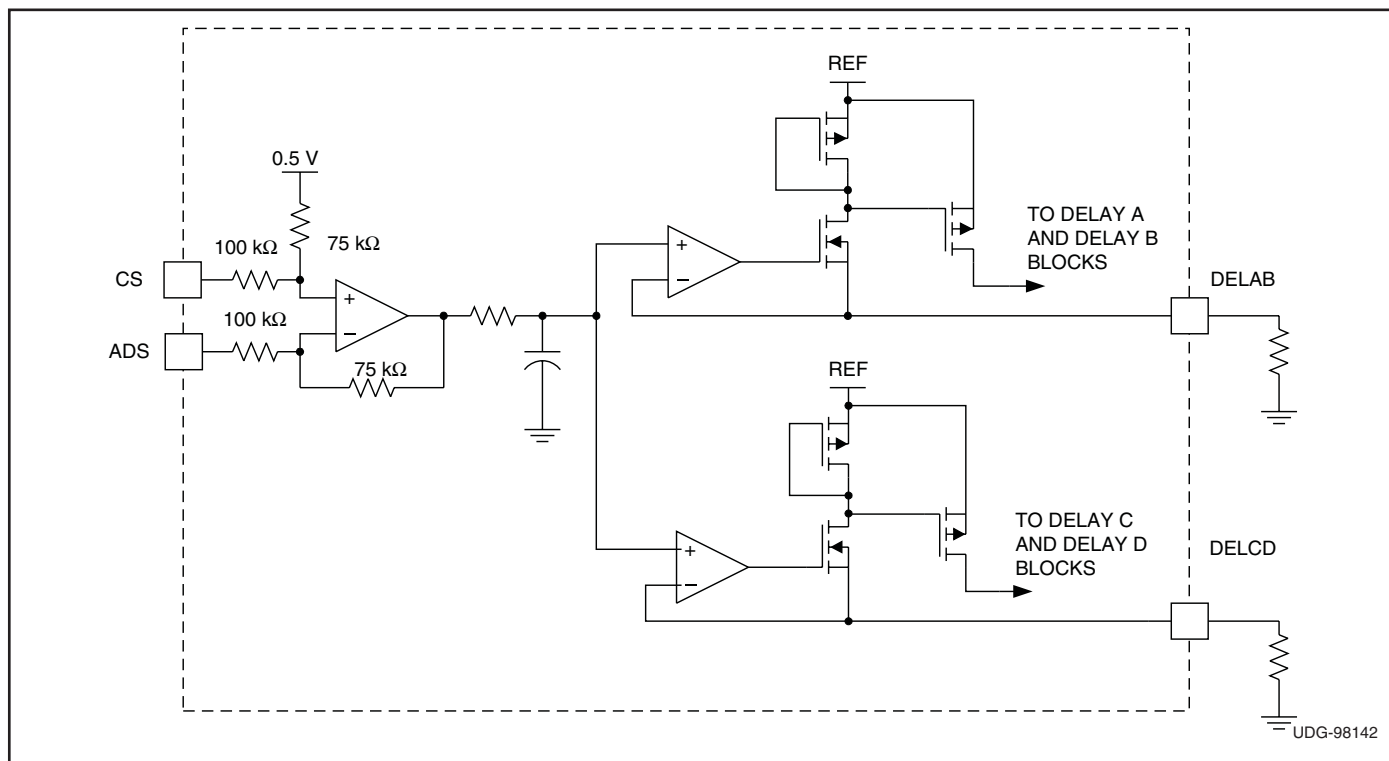 REF
0.5 V
100 kΩ
75 kΩ
CS
+
−
100 kΩ
ADS
75 kΩ
+
−
TO DELAY A
AND DELAY B
BLOCKS
DELAB
REF
+
−
TO DELAY C
AND DELAY D
BLOCKS
DELCD
UDG-98142